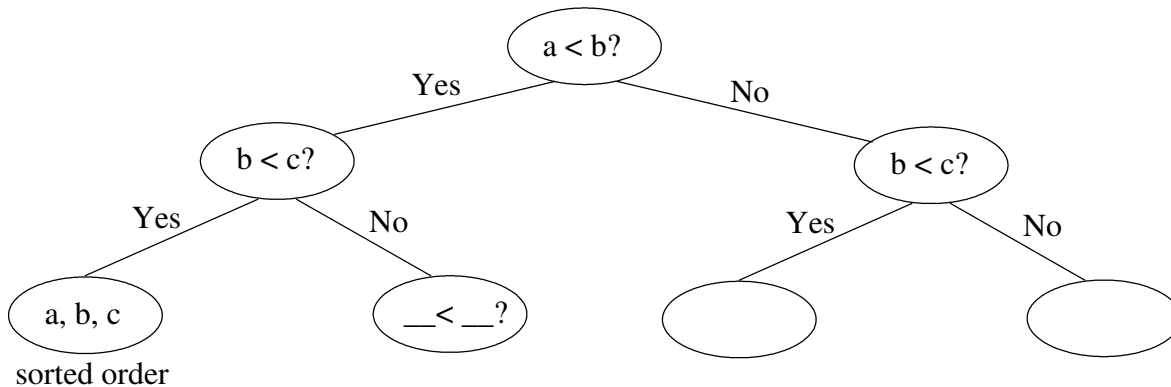 a < b?
Yes
No
b < c?
b < c?
Yes
No
Yes
No
a, b, c
__< __?
sorted order